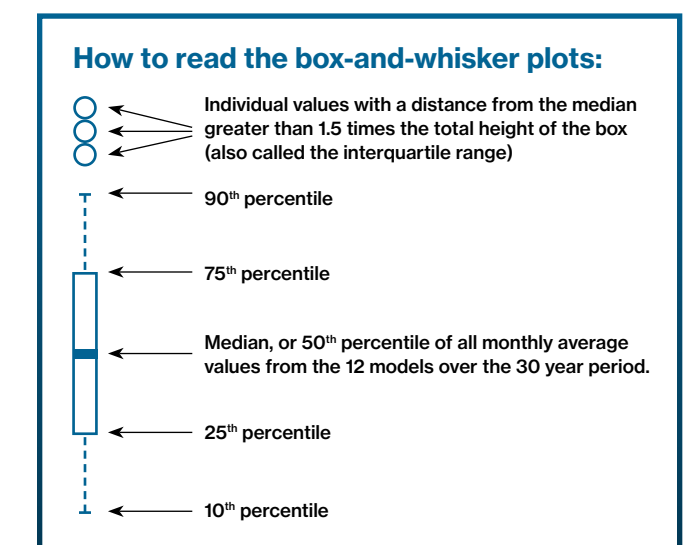 How to read the box-and-whisker plots:
Individual values with a distance from the median
greater than 1.5 times the total height of the box
(also called the interquartile range)
90th percentile
75th percentile
Median, or 50th percentile of all monthly average
values from the 12 models over the 30 year period.
25th percentile
10th percentile